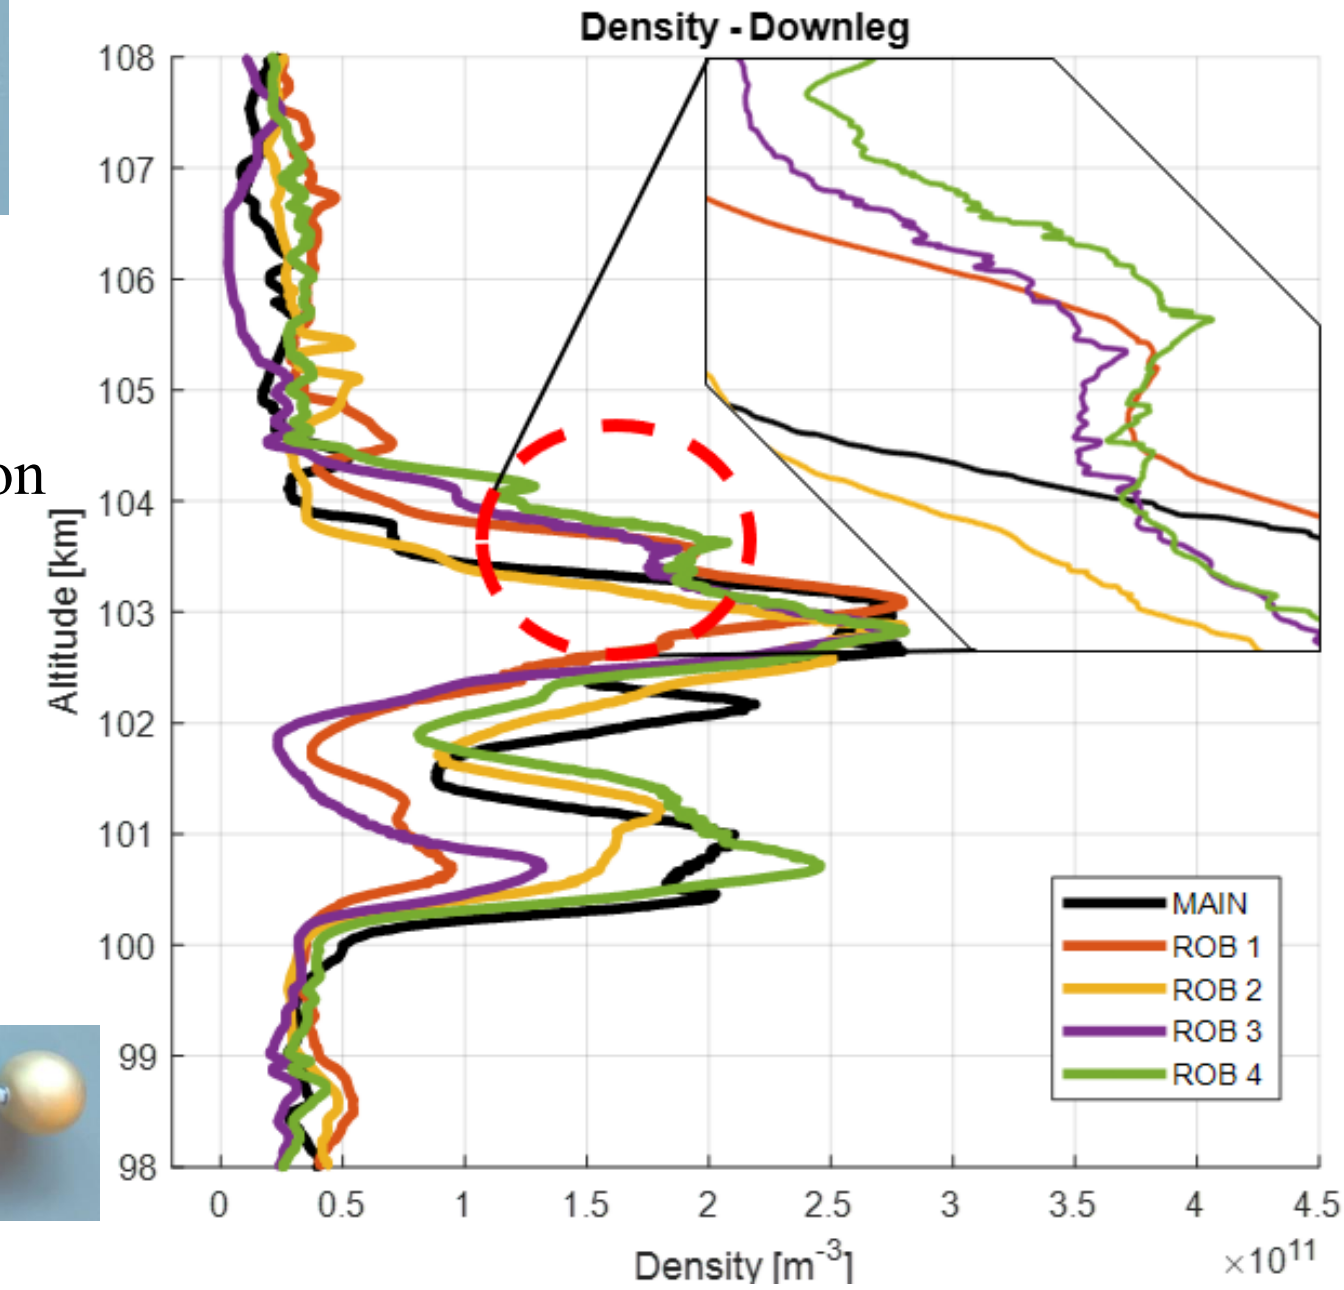 Density - Downleg
108
107
106
105
104
103
102
101
100
99
98
on
Altitude [km]
MAIN
ROB 1
ROB 2
ROB 3
ROB 4
0 0.5 1 1.5 2 2.5 3 3.5 4 4.5
Density [m⁻³]
×10¹¹